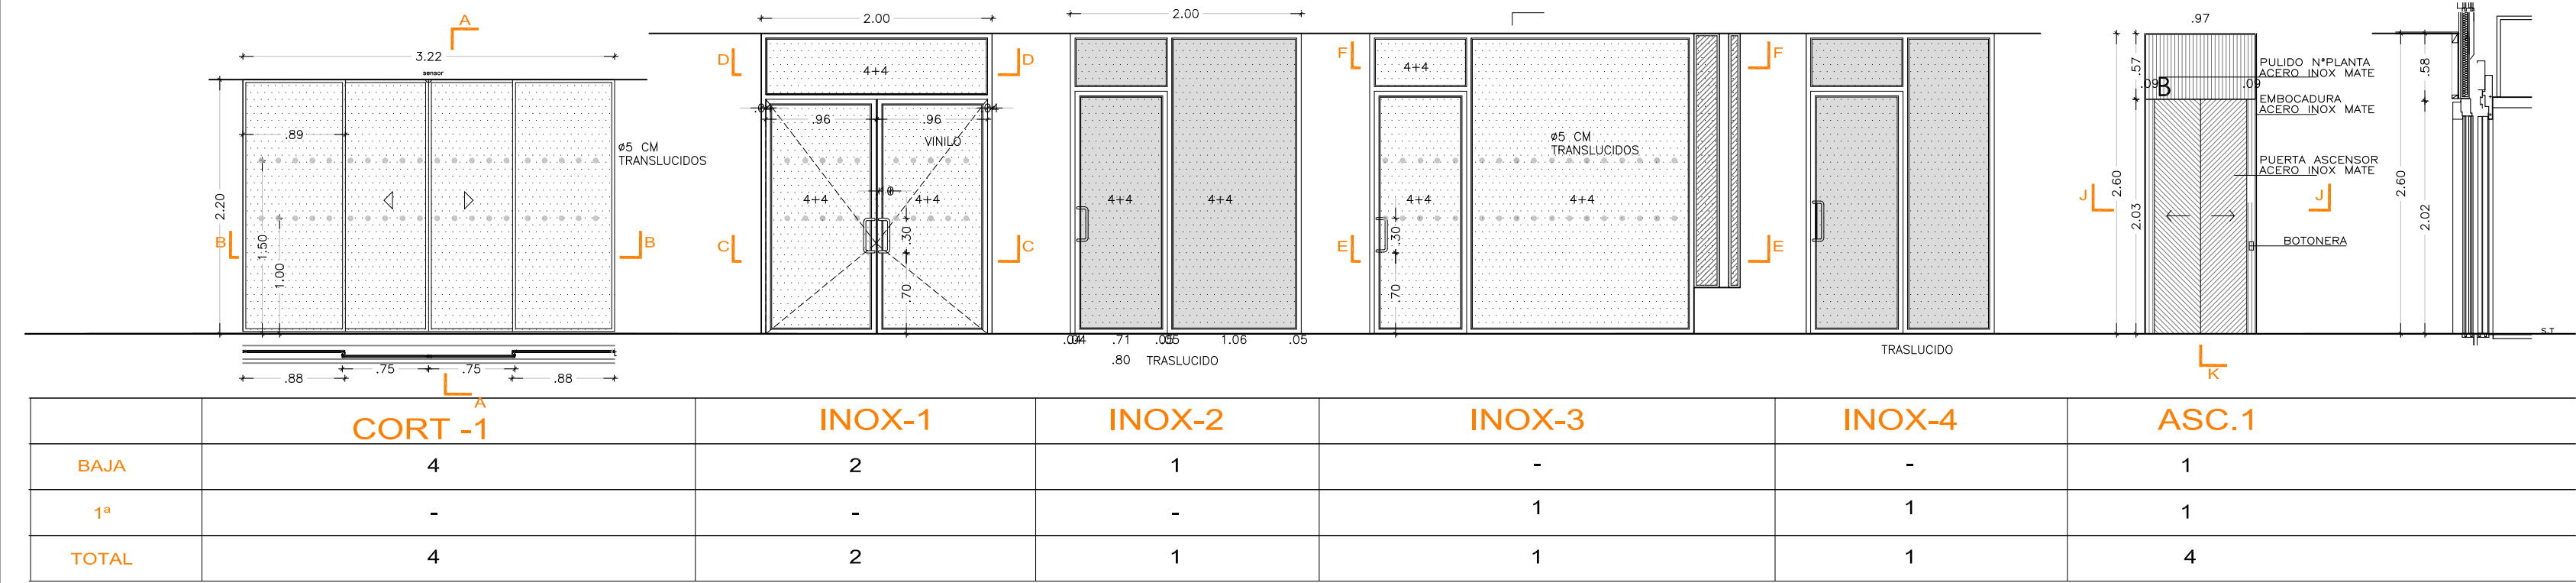 A
3.22
sensor
.89
ø5 CM
TRANSLUCIDOS
2.20
1.50
1.00
B
B
.88
.75
.75
.88
A
2.00
D
D
4+4
.04
.04
.96
.96
VINILO
4+4
4+4
.30
.70
C
C
2.00
4+4
4+4
.04
.71
.05
1.06
.05
.80
TRASLUCIDO
F
F
4+4
ø5 CM
TRANSLUCIDOS
4+4
4+4
.30
.70
E
E
TRASLUCIDO
.97
.57
.09
B
.09
2.60
2.03
J
J
PULIDO N°PLANTA
ACERO INOX MATE
EMBOCADURA
ACERO INOX MATE
PUERTA ASCENSOR
ACERO INOX MATE
BOTONERA
K
.58
2.60
2.02
S.T
CORT -1 INOX-1 INOX-2 INOX-3 INOX-4 ASC.1
BAJA 4 2 1 - - 1
1ª - - - 1 1 1
TOTAL 4 2 1 1 1 4